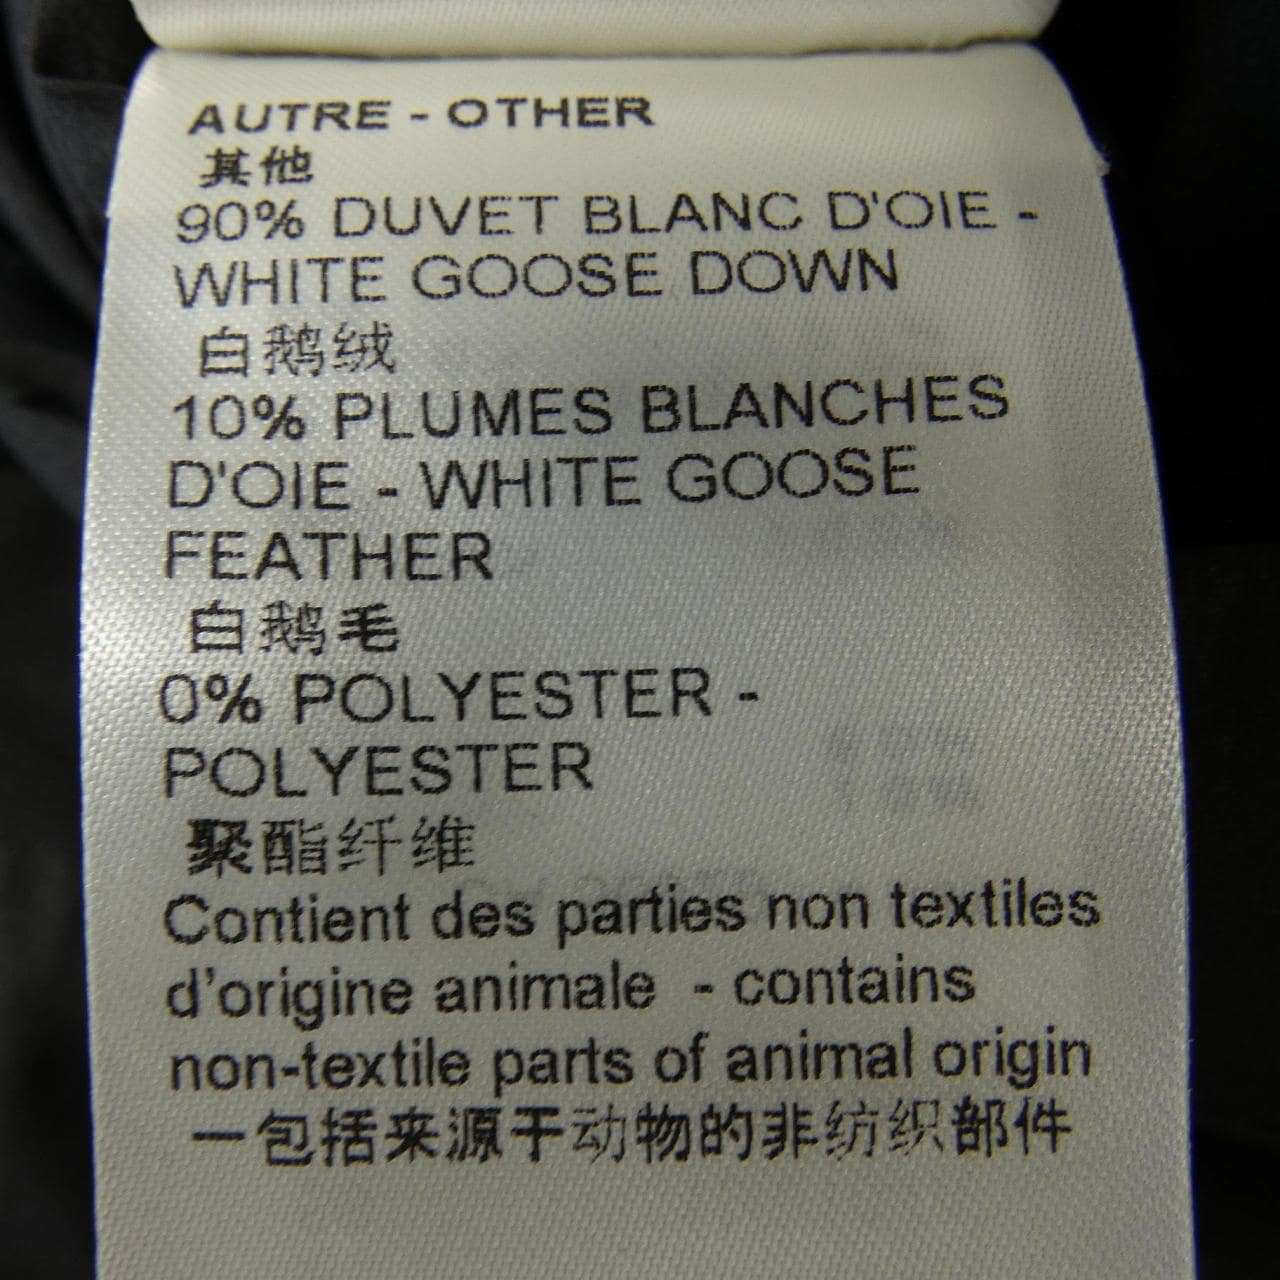 AUTRE - OTHER
其他
90% DUVET BLANC D'OIE -
WHITE GOOSE DOWN
白鹅绒
10% PLUMES BLANCHES
D'OIE - WHITE GOOSE
FEATHER
白鹅毛
0% POLYESTER -
POLYESTER
聚酯纤维
Contient des parties non textiles
d’origine animale - contains
non-textile parts of animal origin
一包括来源于动物的非纺织部件